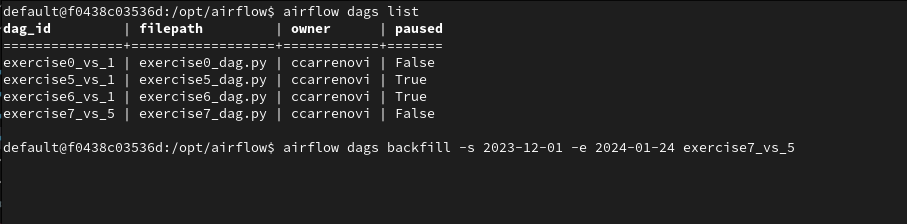 default@f0438c03536d:/opt/airflow$ airflow dags list
dag_id         | filepath         | owner      | paused
===============+==================+============+=======
exercise0_vs_1 | exercise0_dag.py | ccarrenovi | False
exercise5_vs_1 | exercise5_dag.py | ccarrenovi | True
exercise6_vs_1 | exercise6_dag.py | ccarrenovi | True
exercise7_vs_5 | exercise7_dag.py | ccarrenovi | False
default@f0438c03536d:/opt/airflow$ airflow dags backfill -s 2023-12-01 -e 2024-01-24 exercise7_vs_5